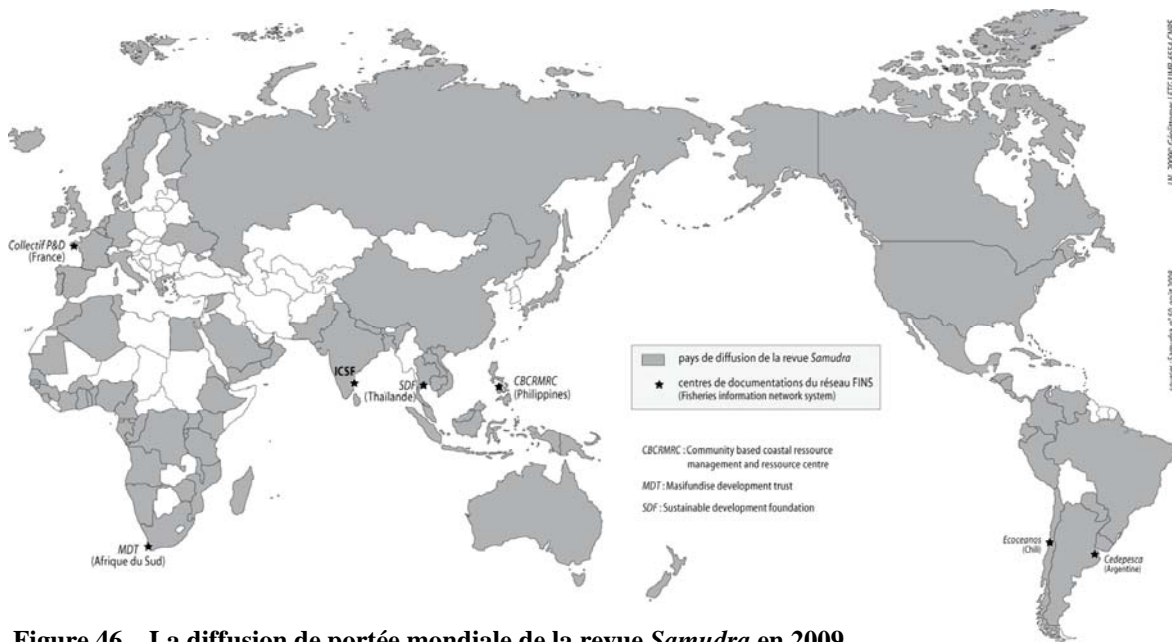 Collectif P&D
(France)
ICSF
SDF
(Thaïlande)
CBCRMRC
(Philippines)
MDT
(Afrique du Sud)
pays de diffusion de la revue Samudra
centres de documentations du réseau FINS
(Fisheries information network system)
CBCRMRC : Community based coastal ressource
management and ressource centre
MDT : Masifundise development trust
SDF : Sustainable development foundation
Ecoceanos
(Chili)
Cedepesca
(Argentine)
Figure 46 – La diffusion de portée mondiale de la revue Samudra en 2009